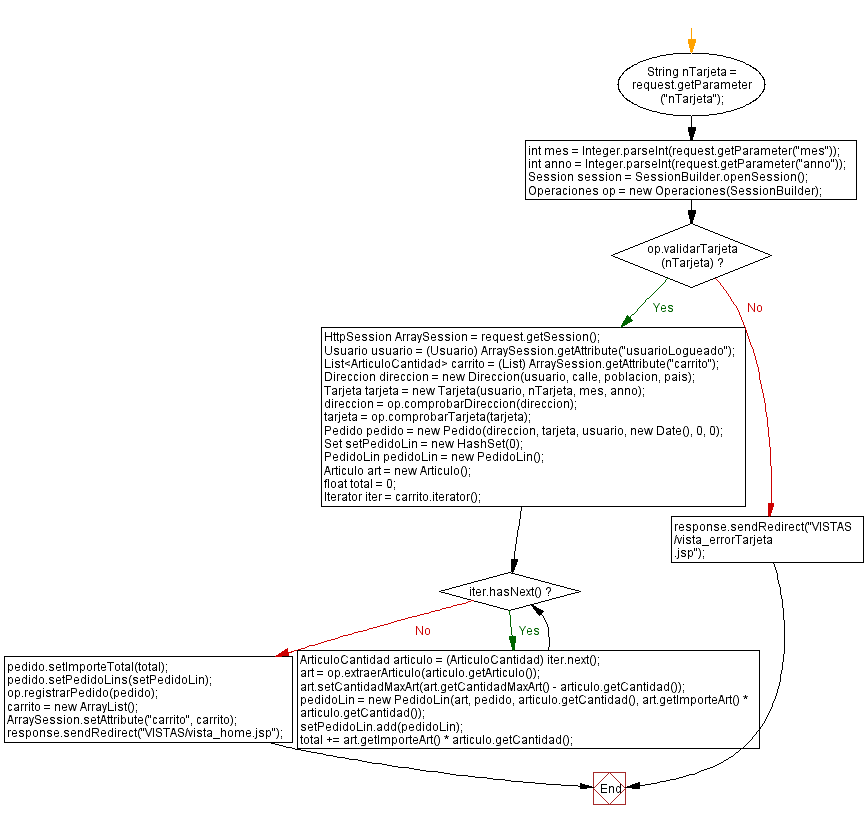 String nTarjeta =
request.getParameter
("nTarjeta");
int mes = Integer.parseInt(request.getParameter("mes"));
int anno = Integer.parseInt(request.getParameter("anno"));
Session session = SessionBuilder.openSession();
Operaciones op = new Operaciones(SessionBuilder);
op.validarTarjeta
(nTarjeta) ?
Yes
No
HttpSession ArraySession = request.getSession();
Usuario usuario = (Usuario) ArraySession.getAttribute("usuarioLogueado");
List<ArticuloCantidad> carrito = (List) ArraySession.getAttribute("carrito");
Direccion direccion = new Direccion(usuario, calle, poblacion, pais);
Tarjeta tarjeta = new Tarjeta(usuario, nTarjeta, mes, anno);
direccion = op.comprobarDireccion(direccion);
tarjeta = op.comprobarTarjeta(tarjeta);
Pedido pedido = new Pedido(direccion, tarjeta, usuario, new Date(), 0, 0);
Set setPedidoLin = new HashSet(0);
PedidoLin pedidoLin = new PedidoLin();
Articulo art = new Articulo();
float total = 0;
Iterator iter = carrito.iterator();
response.sendRedirect("VISTAS
/vista_errorTarjeta
.jsp");
iter.hasNext() ?
No
Yes
pedido.setImporteTotal(total);
pedido.setPedidoLins(setPedidoLin);
op.registrarPedido(pedido);
carrito = new ArrayList();
ArraySession.setAttribute("carrito", carrito);
response.sendRedirect("VISTAS/vista_home.jsp");
ArticuloCantidad articulo = (ArticuloCantidad) iter.next();
art = op.extraerArticulo(articulo.getArticulo());
art.setCantidadMaxArt(art.getCantidadMaxArt() - articulo.getCantidad());
pedidoLin = new PedidoLin(art, pedido, articulo.getCantidad(), art.getImporteArt() *
articulo.getCantidad());
setPedidoLin.add(pedidoLin);
total += art.getImporteArt() * articulo.getCantidad();
End